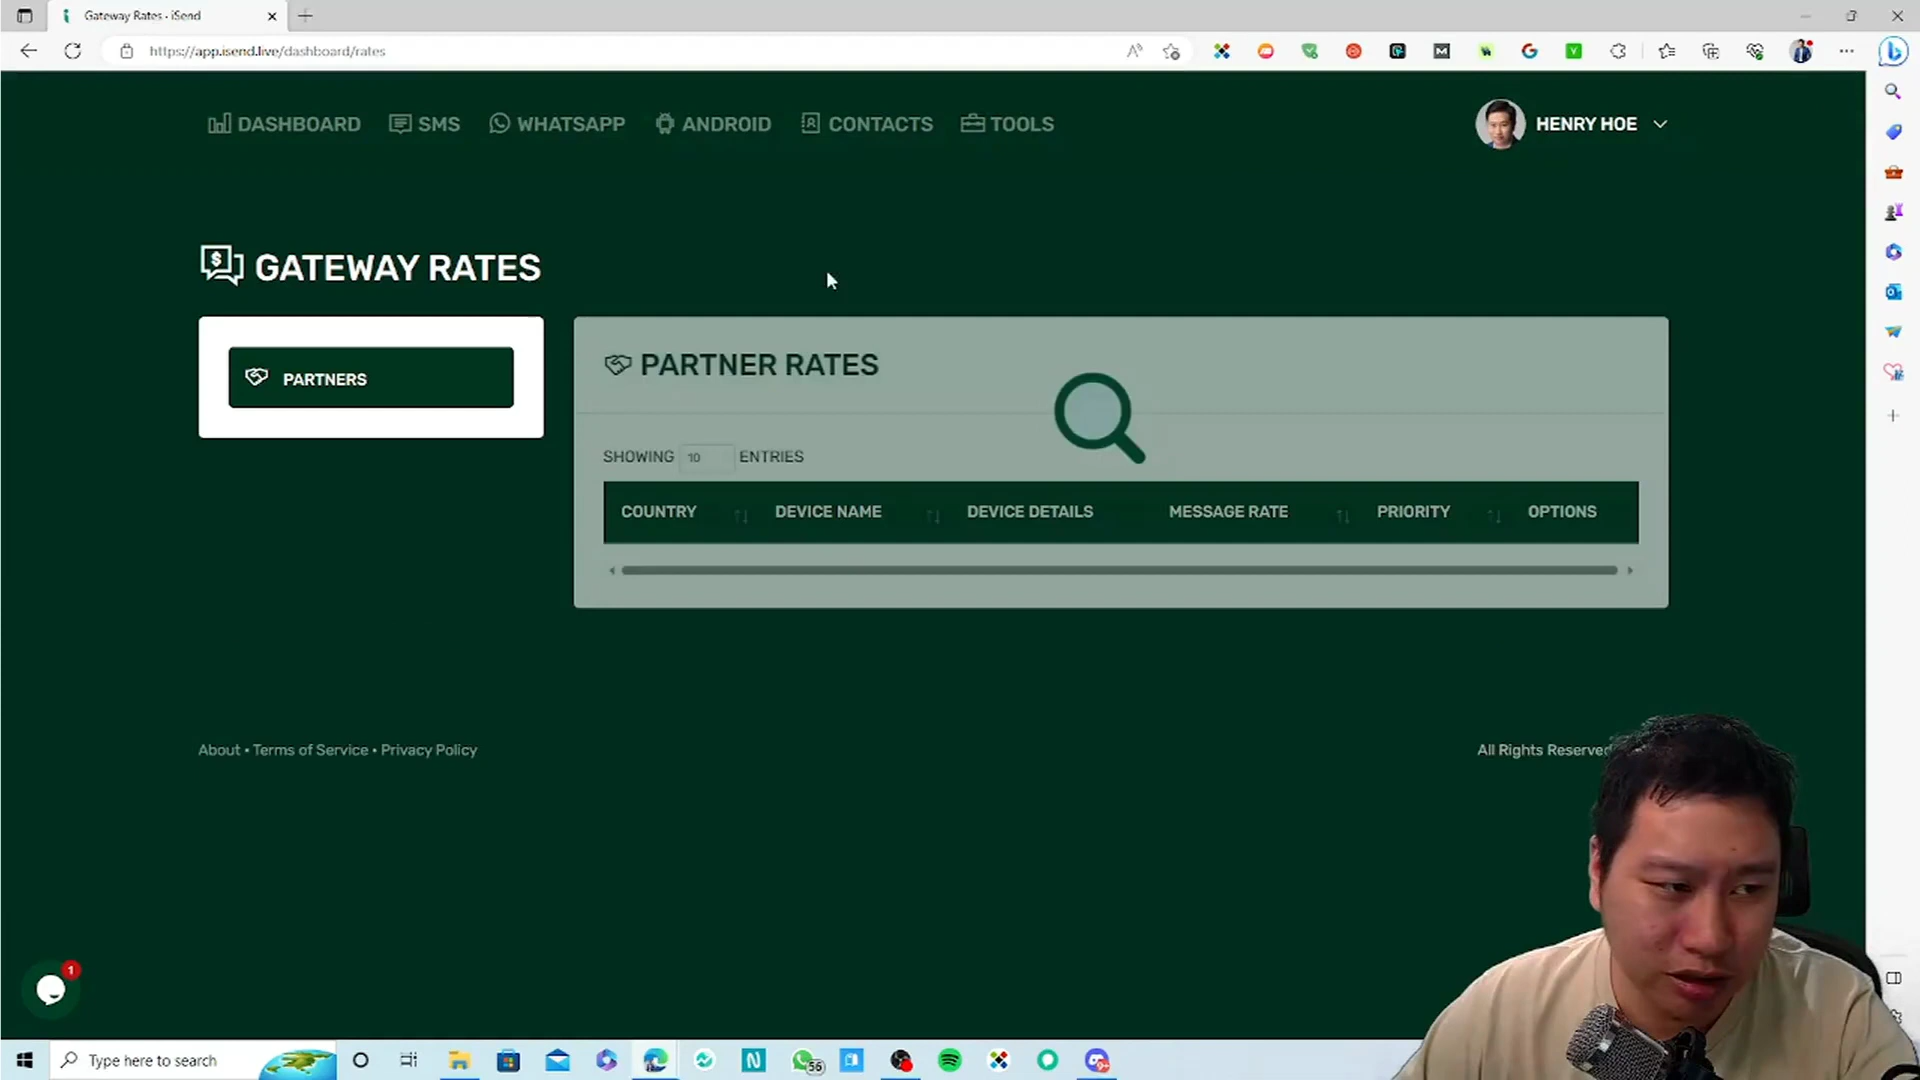 Gateway Rates - iSend
https://app.isend.live/dashboard/rates
DASHBOARD
SMS
WHATSAPP
ANDROID
CONTACTS
TOOLS
HENRY HOE
GATEWAY RATES
PARTNERS
PARTNER RATES
SHOWING 10 ENTRIES
COUNTRY
DEVICE NAME
DEVICE DETAILS
MESSAGE RATE
PRIORITY
OPTIONS
About • Terms of Service • Privacy Policy
All Rights Reserved
1
Type here to search
56